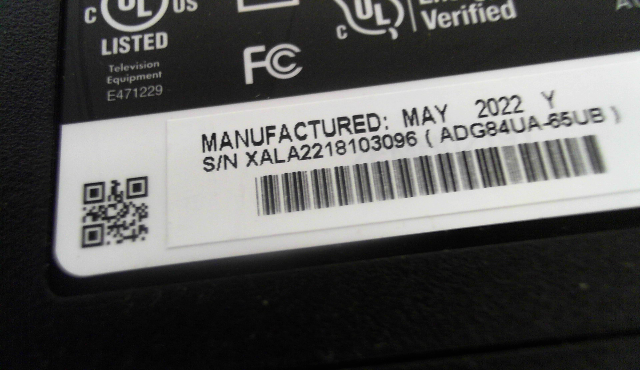 c UL US
LISTED
Television
Equipment
E471229
FC
c UL
Verified
MANUFACTURED: MAY 2022 Y
S/N XALA2218103096 ( ADG84UA-65UB )